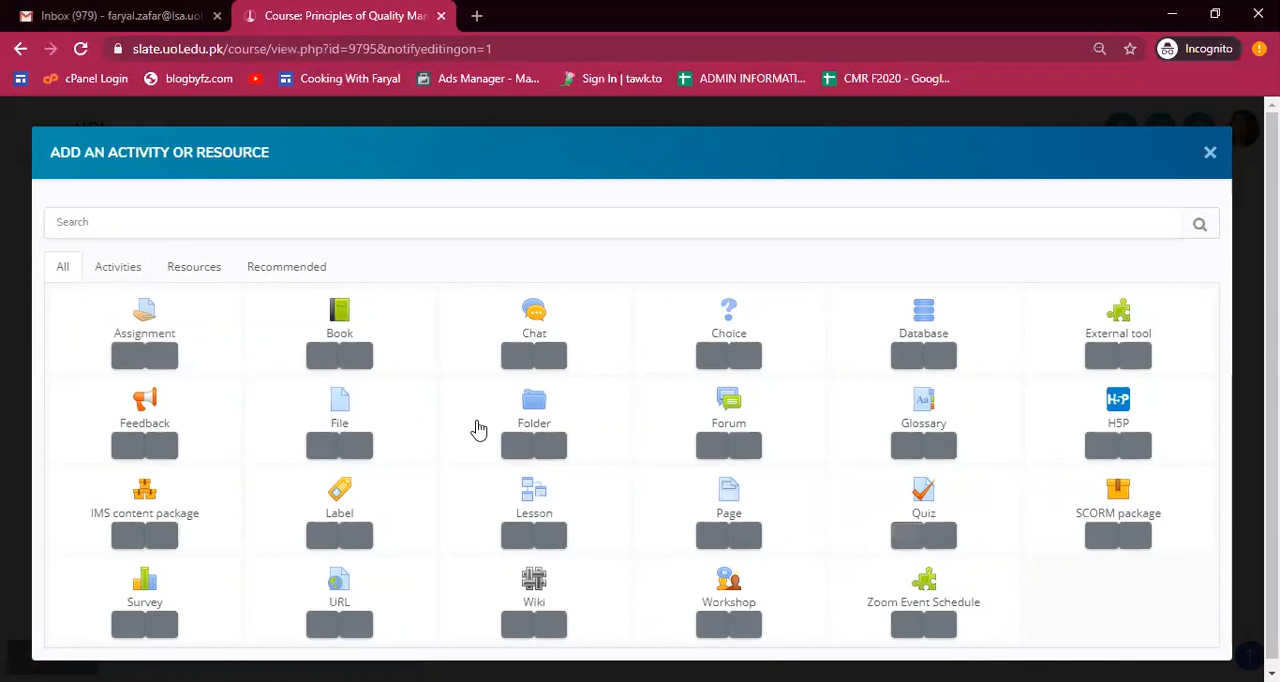 Inbox (979) - faryal.zafar@lsa.uol
Course: Principles of Quality Ma
slate.uol.edu.pk/course/view.php?id=9795&notifyeditingon=1
Incognito
cPanel Login
blogbyfz.com
Cooking With Faryal
Ads Manager - Ma...
Sign In | tawk.to
ADMIN INFORMATI...
CMR F2020 - Googl...
ADD AN ACTIVITY OR RESOURCE
Search
All
Activities
Resources
Recommended
Assignment
Book
Chat
Choice
Database
External tool
Feedback
File
Folder
Forum
Glossary
H5P
H5P
IMS content package
Label
Lesson
Page
Quiz
SCORM package
Survey
URL
Wiki
Workshop
Zoom Event Schedule